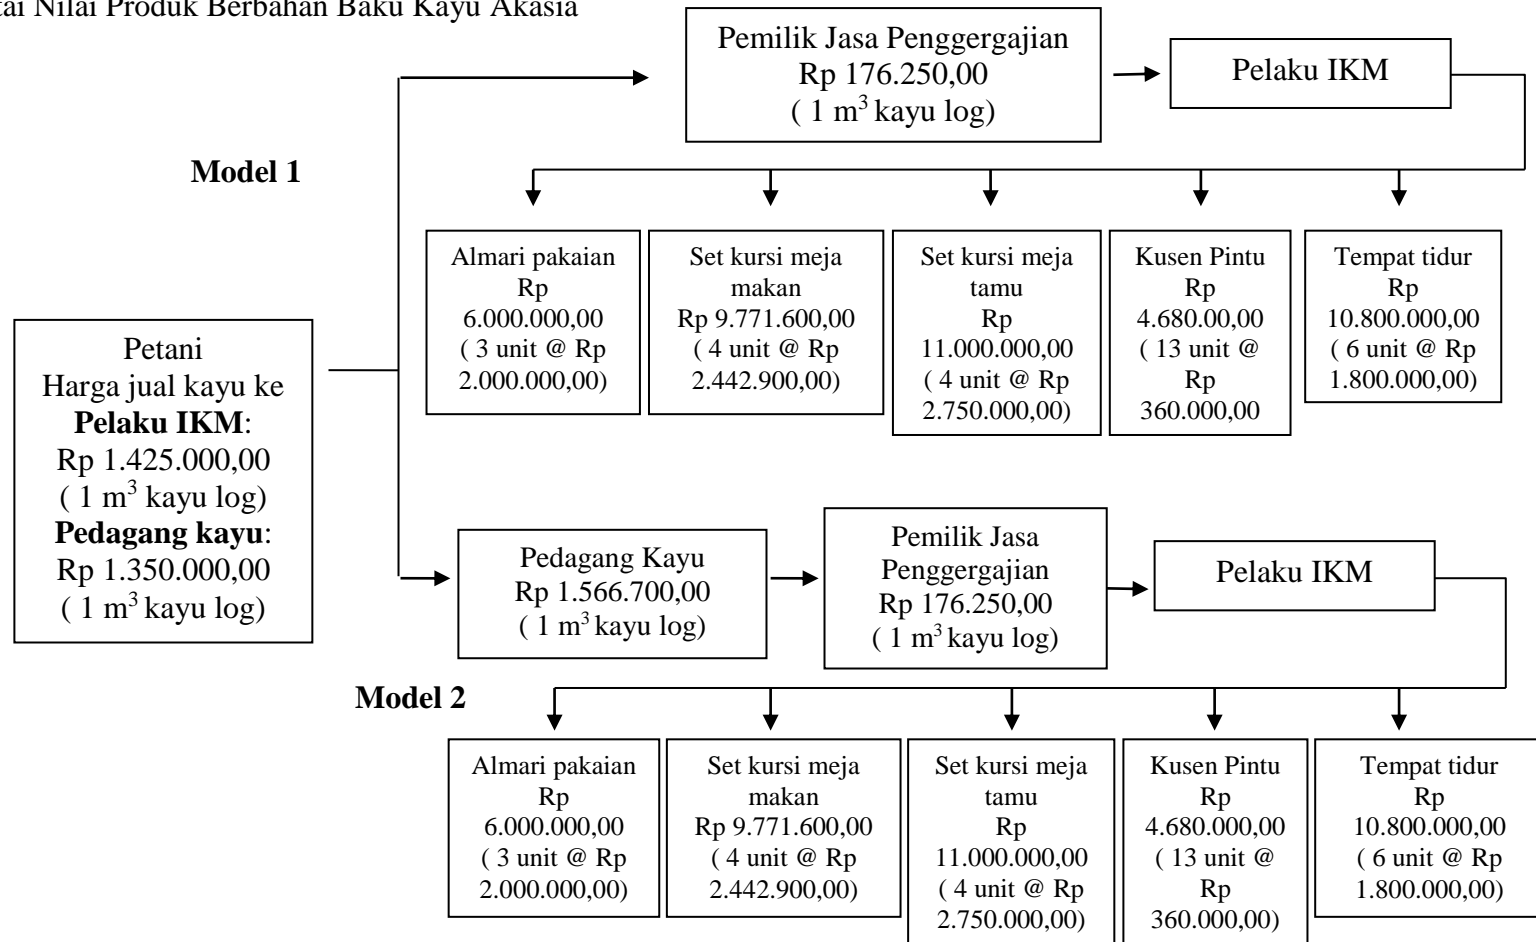 Nilai Produk Berbahan Baku Kayu Akasia
Pemilik Jasa Penggergajian
Rp 176.250,00
( 1 m³ kayu log)
Pelaku IKM
Model 1
Almari pakaian
Rp
6.000.000,00
( 3 unit @ Rp
2.000.000,00)
Set kursi meja
makan
Rp 9.771.600,00
( 4 unit @ Rp
2.442.900,00)
Set kursi meja
tamu
Rp
11.000.000,00
( 4 unit @ Rp
2.750.000,00)
Kusen Pintu
Rp
4.680.00,00
( 13 unit @
Rp
360.000,00
Tempat tidur
Rp
10.800.000,00
( 6 unit @ Rp
1.800.000,00)
Petani
Harga jual kayu ke
Pelaku IKM:
Rp 1.425.000,00
( 1 m³ kayu log)
Pedagang kayu:
Rp 1.350.000,00
( 1 m³ kayu log)
Pedagang Kayu
Rp 1.566.700,00
( 1 m³ kayu log)
Pemilik Jasa
Penggergajian
Rp 176.250,00
( 1 m³ kayu log)
Pelaku IKM
Model 2
Almari pakaian
Rp
6.000.000,00
( 3 unit @ Rp
2.000.000,00)
Set kursi meja
makan
Rp 9.771.600,00
( 4 unit @ Rp
2.442.900,00)
Set kursi meja
tamu
Rp
11.000.000,00
( 4 unit @ Rp
2.750.000,00)
Kusen Pintu
Rp
4.680.000,00
( 13 unit @
Rp
360.000,00)
Tempat tidur
Rp
10.800.000,00
( 6 unit @ Rp
1.800.000,00)